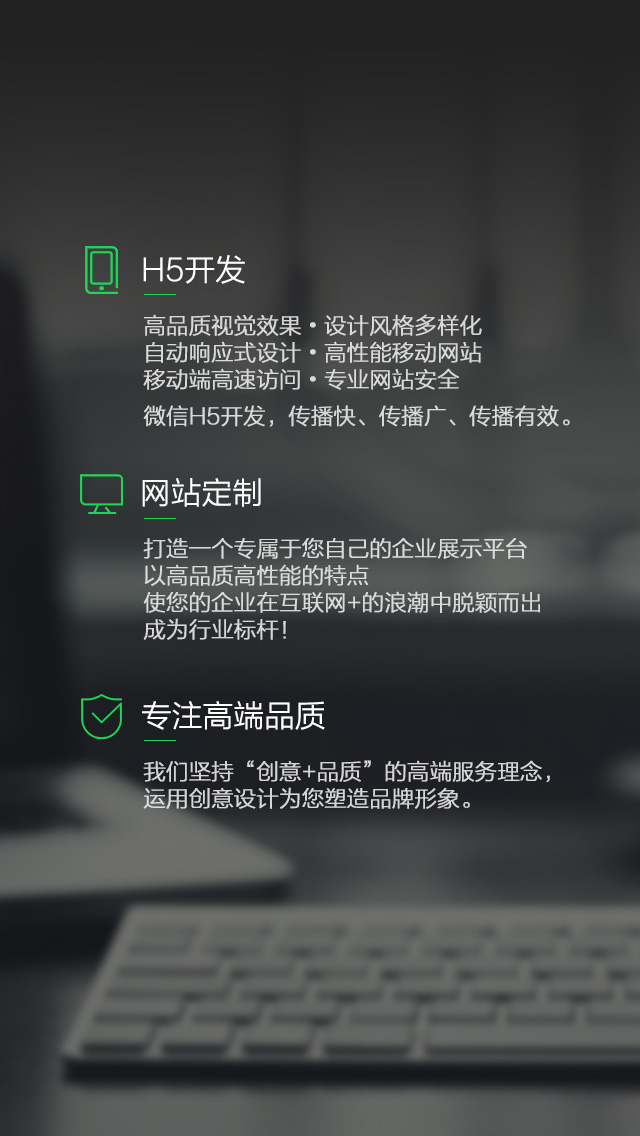 H5开发
高品质视觉效果·设计风格多样化
自动响应式设计·高性能移动网站
移动端高速访问·专业网站安全
微信H5开发，传播快、传播广、传播有效。
网站定制
打造一个专属于您自己的企业展示平台
以高品质高性能的特点
使您的企业在互联网+的浪潮中脱颖而出
成为行业标杆！
专注高端品质
我们坚持“创意+品质”的高端服务理念，
运用创意设计为您塑造品牌形象。